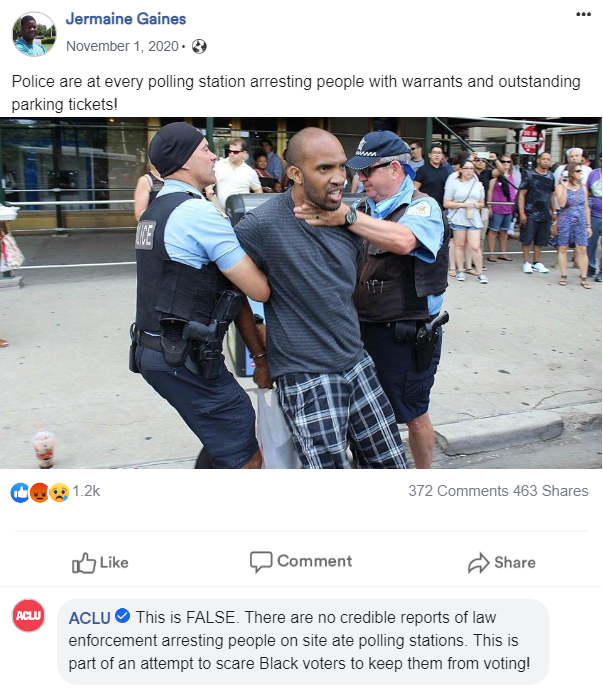 Jermaine Gaines
November 1, 2020 ·
Police are at every polling station arresting people with warrants and outstanding
parking tickets!
1.2k
372 Comments 463 Shares
Like
Comment
Share
ACLU
ACLU This is FALSE. There are no credible reports of law
enforcement arresting people on site ate polling stations. This is
part of an attempt to scare Black voters to keep them from voting!